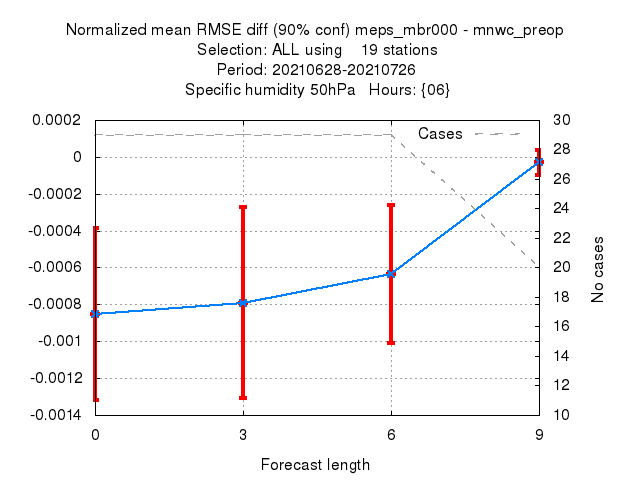 Normalized mean RMSE diff (90% conf) meps_mbr000 - mnwc_preop
Selection: ALL using 19 stations
Period: 20210628-20210726
Specific humidity 50hPa Hours: {06}
Cases
0.0002
0
-0.0002
-0.0004
-0.0006
-0.0008
-0.001
-0.0012
-0.0014
30
28
26
24
22
20
18
16
14
12
10
No cases
0 3 6 9
Forecast length